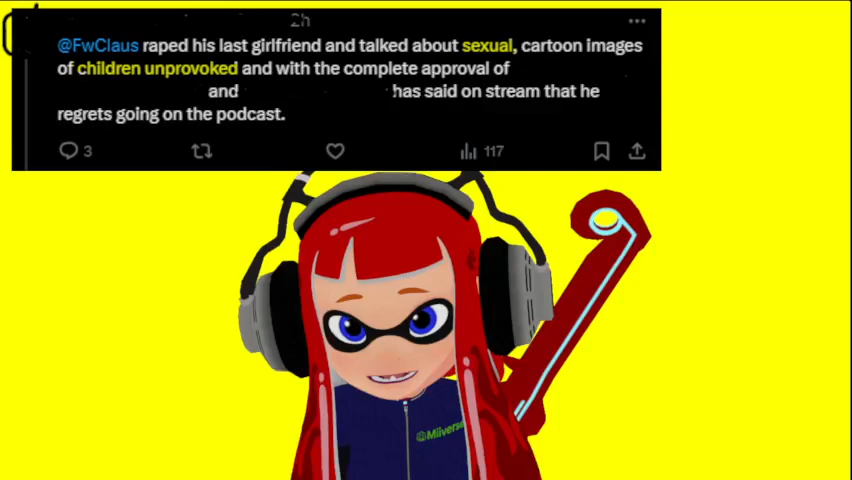 2h
@FwClaus raped his last girlfriend and talked about sexual, cartoon images
of children unprovoked and with the complete approval of
and has said on stream that he
regrets going on the podcast.
3 117
Miiverse